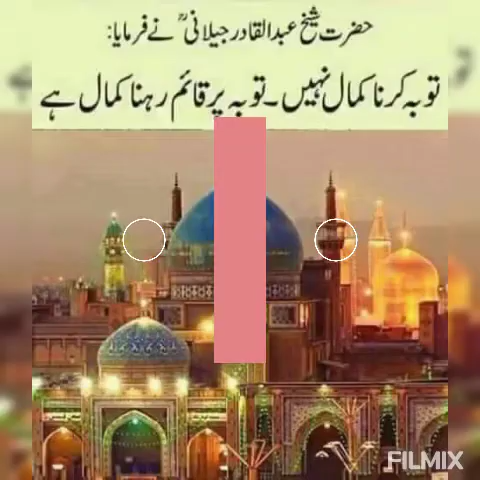 حضرت شیخ عبدالقادر جیلانیؒ نے فرمایا:
توبہ کرنا کمال نہیں۔ توبہ پر قائم رہنا کمال ہے
FILMIX